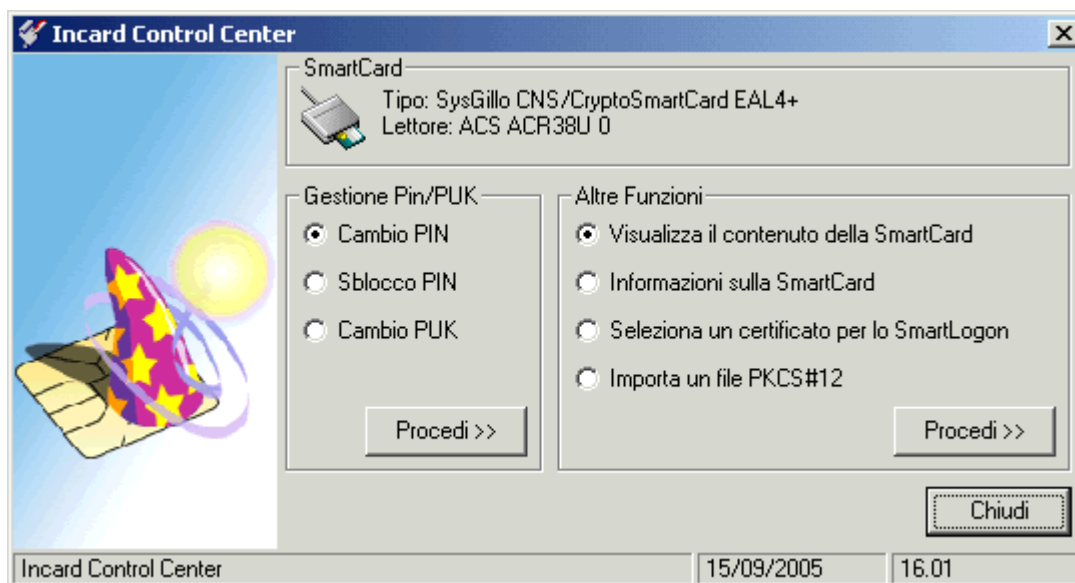 Incard Control Center
SmartCard
Tipo: SysGillo CNS/CryptoSmartCard EAL4+
Lettore: ACS ACR38U 0
Gestione Pin/PUK
Cambio PIN
Sblocco PIN
Cambio PUK
Procedi >>
Altre Funzioni
Visualizza il contenuto della SmartCard
Informazioni sulla SmartCard
Seleziona un certificato per lo SmartLogon
Importa un file PKCS#12
Procedi >>
Chiudi
Incard Control Center
15/09/2005
16.01